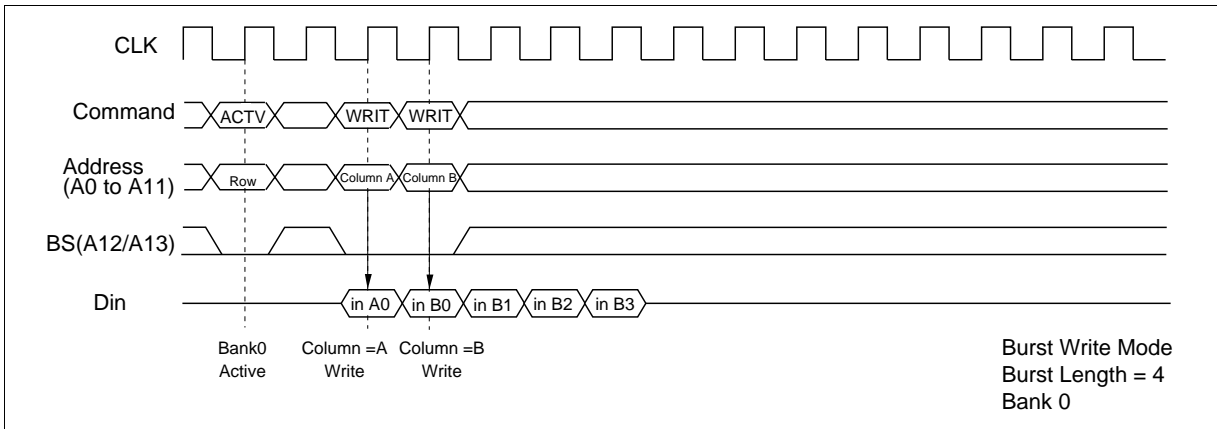 CLK
Command
ACTV
WRIT
WRIT
Address
(A0 to A11)
Row
Column A
Column B
BS(A12/A13)
Din
in A0
in B0
in B1
in B2
in B3
Bank0
Active
Column =A
Write
Column =B
Write
Burst Write Mode
Burst Length = 4
Bank 0